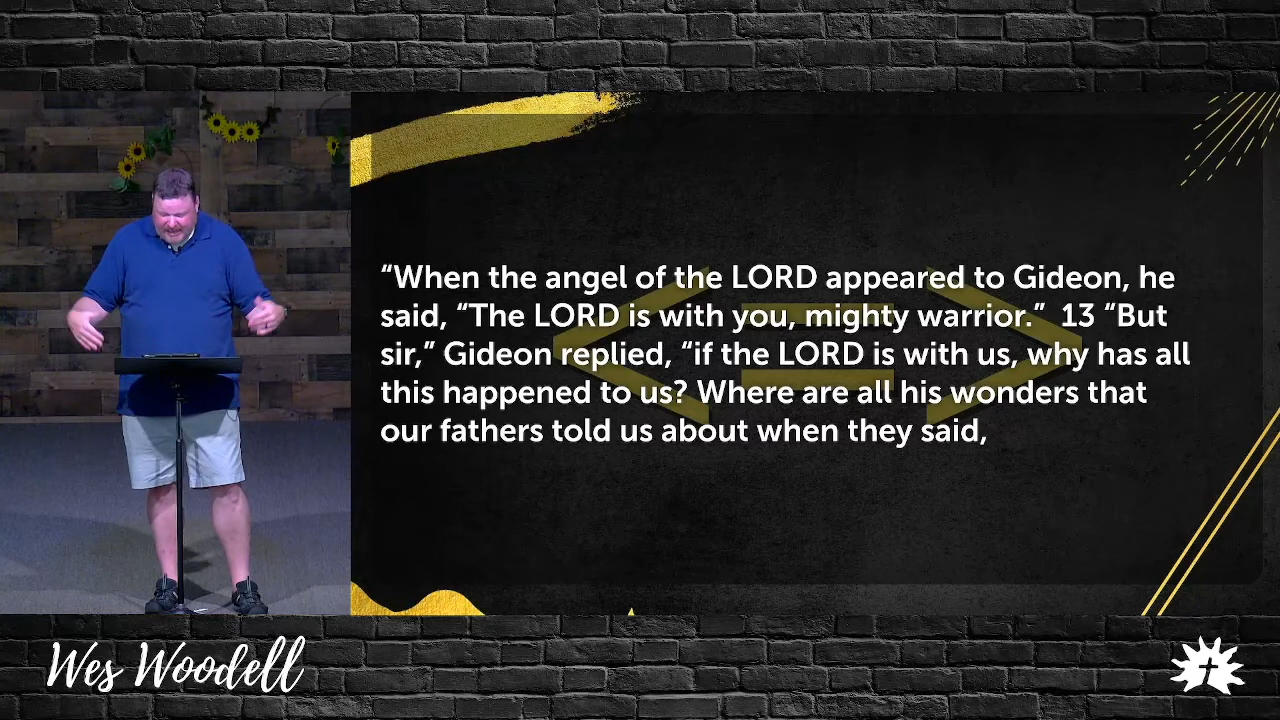 “When the angel of the LORD appeared to Gideon, he
said, “The LORD is with you, mighty warrior.”  13 “But
sir,” Gideon replied, “if the LORD is with us, why has all
this happened to us? Where are all his wonders that
our fathers told us about when they said,
Wes Woodell